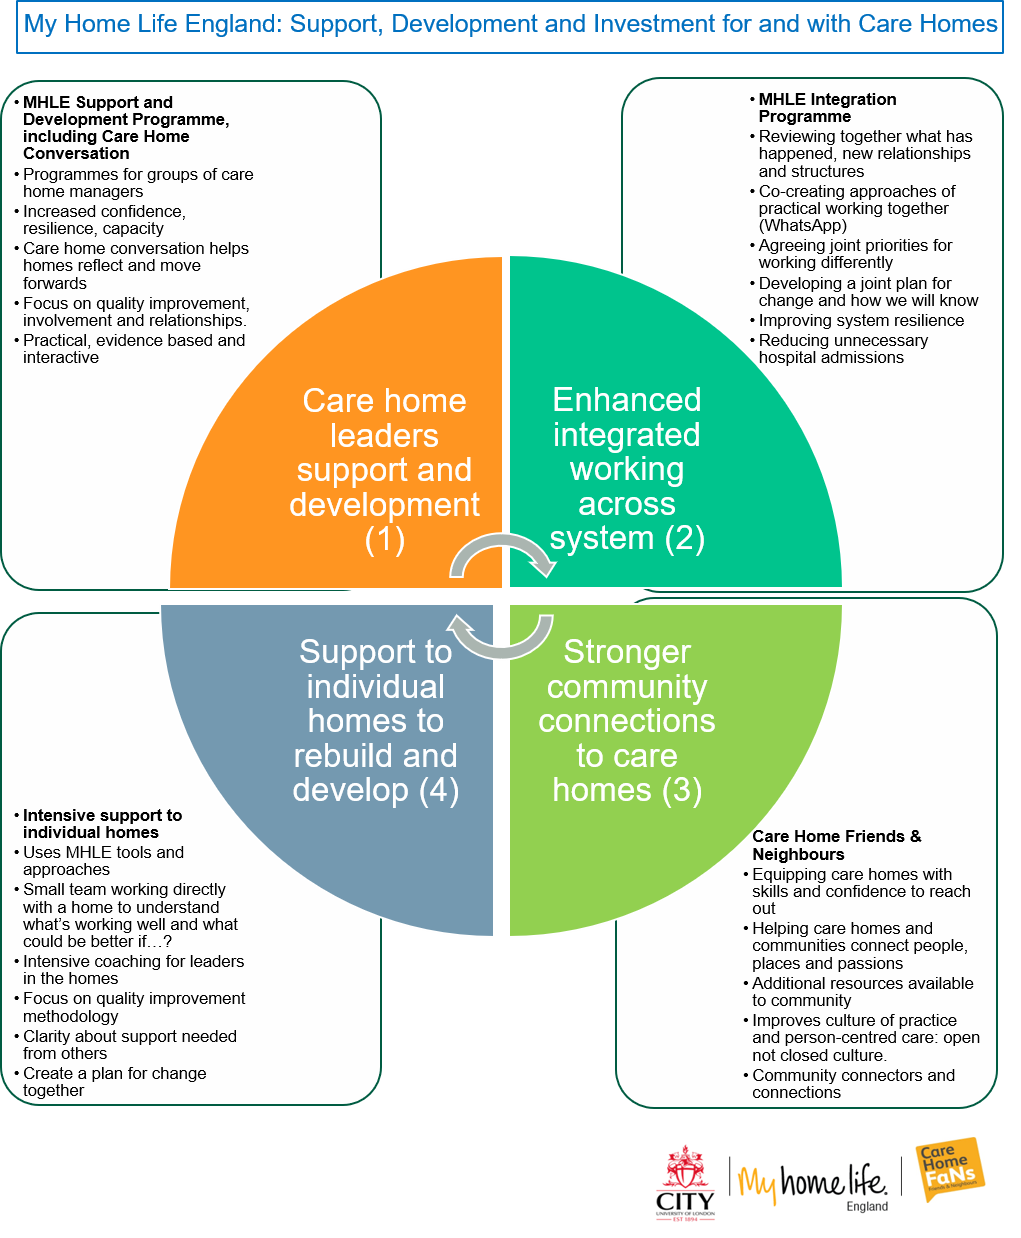 My Home Life England: Support, Development and Investment for and with Care Homes
• MHLE Support and
Development Programme,
including Care Home
Conversation
• Programmes for groups of care
home managers
• Increased confidence,
resilience, capacity
• Care home conversation helps
homes reflect and move
forwards
• Focus on quality improvement,
involvement and relationships.
• Practical, evidence based and
interactive
• MHLE Integration
Programme
• Reviewing together what has
happened, new relationships
and structures
• Co-creating approaches of
practical working together
(WhatsApp)
• Agreeing joint priorities for
working differently
• Developing a joint plan for
change and how we will know
• Improving system resilience
• Reducing unnecessary
hospital admissions
Care home
leaders
support and
development
(1)
Enhanced
integrated
working
across
system (2)
Support to
individual
homes to
rebuild and
develop (4)
Stronger
community
connections
to care
homes (3)
• Intensive support to
individual homes
• Uses MHLE tools and
approaches
• Small team working directly
with a home to understand
what's working well and what
could be better if…?
• Intensive coaching for leaders
in the homes
• Focus on quality improvement
methodology
• Clarity about support needed
from others
• Create a plan for change
together
Care Home Friends &
Neighbours
• Equipping care homes with
skills and confidence to reach
out
• Helping care homes and
communities connect people,
places and passions
• Additional resources available
to community
• Improves culture of practice
and person-centred care: open
not closed culture.
• Community connectors and
connections
CITY
UNIVERSITY OF LONDON
EST 1894
My home life.
England
Care
Home
FaNs
Friends & Neighbours